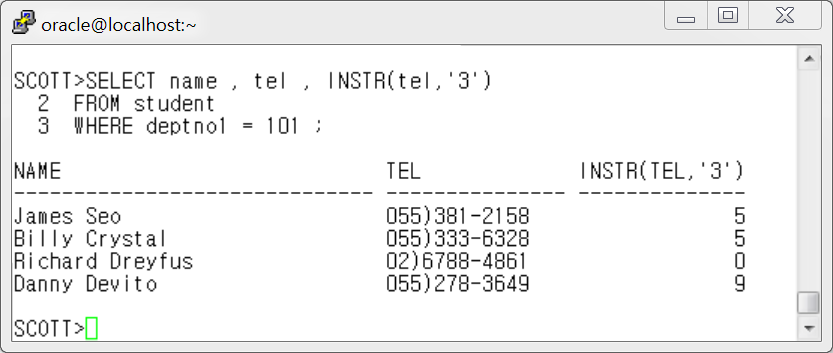 oracle@localhost:~
SCOTT>SELECT name , tel , INSTR(tel,'3')
2 FROM student
3 WHERE deptno1 = 101 ;
NAME TEL INSTR(TEL,'3')
------------------------------ --------------- --------------
James Seo 055)381-2158 5
Billy Crystal 055)333-6328 5
Richard Dreyfus 02)6788-4861 0
Danny Devito 055)278-3649 9
SCOTT>